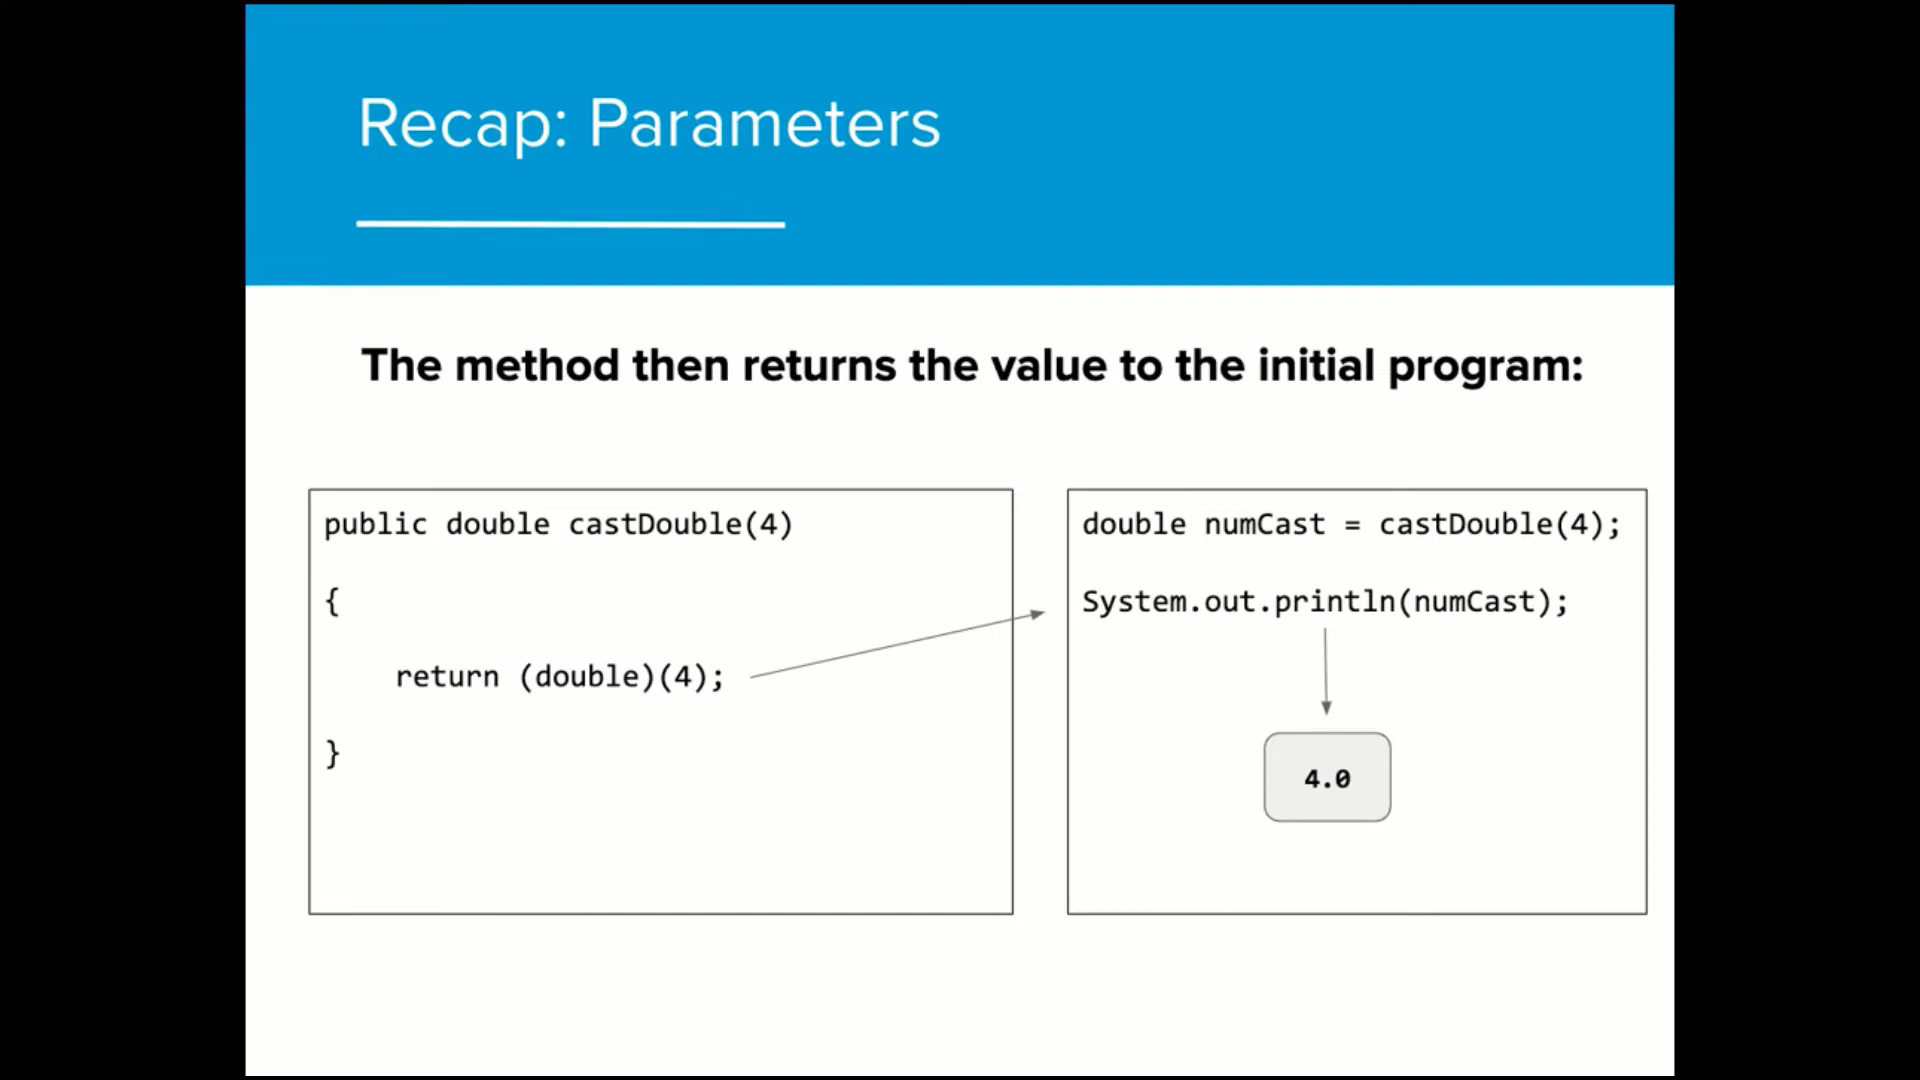 Recap: Parameters
The method then returns the value to the initial program:
public double castDouble(4)
{
return (double)(4);
}
double numCast = castDouble(4);
System.out.println(numCast);
4.0